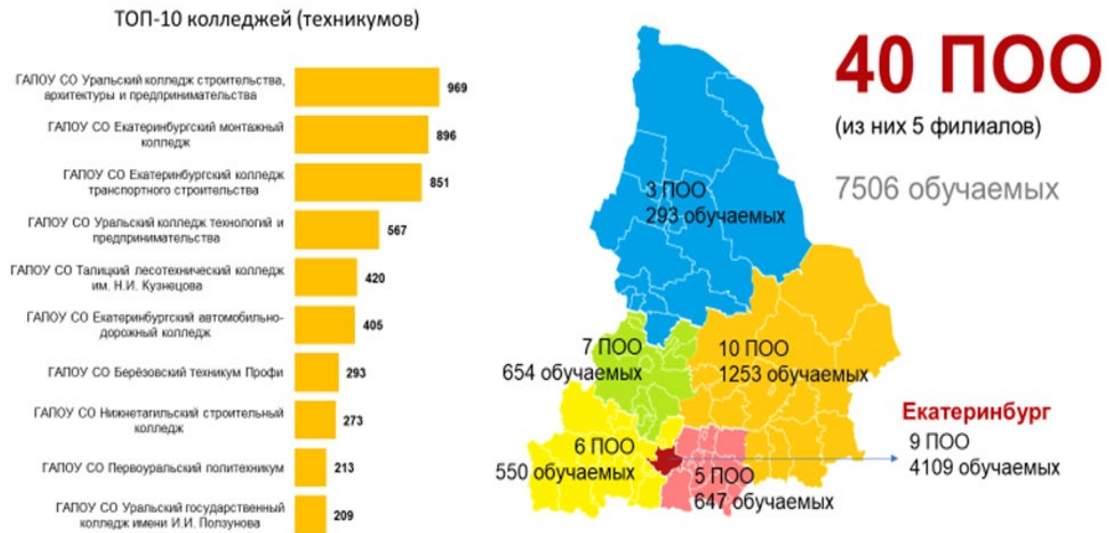 ТОП-10 колледжей (техникумов)
ГАПОУ СО Уральский колледж строительства,
архитектуры и предпринимательства
969
ГАПОУ СО Екатеринбургский монтажный
колледж
896
ГАПОУ СО Екатеринбургский колледж
транспортного строительства
851
ГАПОУ СО Уральский колледж технологий и
предпринимательства
567
ГАПОУ СО Талицкий лесотехнический колледж
им. Н.И. Кузнецова
420
ГАПОУ СО Екатеринбургский автомобильно-
дорожный колледж
405
ГАПОУ СО Берёзовский техникум Профи
293
ГАПОУ СО Нижнетагильский строительный
колледж
273
ГАПОУ СО Первоуральский политехникум
213
ГАПОУ СО Уральский государственный
колледж имени И.И. Ползунова
209
40 ПОО
(из них 5 филиалов)
7506 обучаемых
3 ПОО
293 обучаемых
7 ПОО
654 обучаемых
10 ПОО
1253 обучаемых
6 ПОО
550 обучаемых
5 ПОО
647 обучаемых
Екатеринбург
9 ПОО
4109 обучаемых